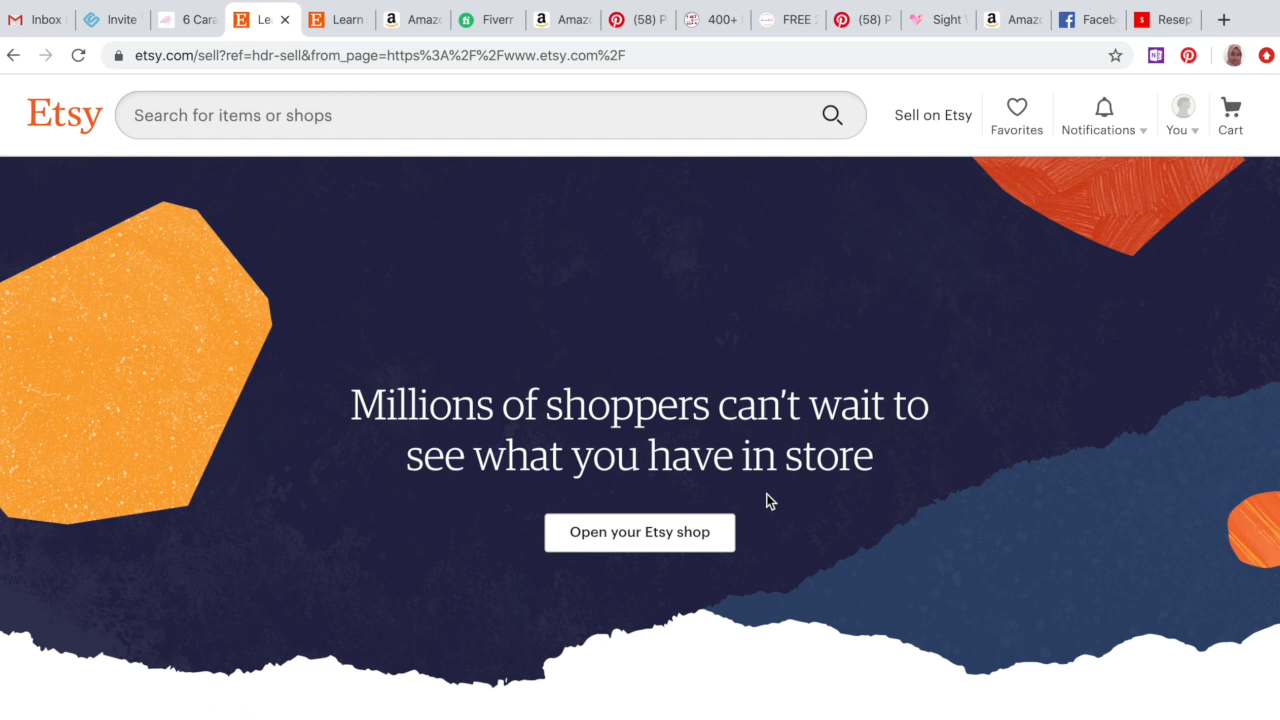 Inbox
Invite
6 Cara
Le
Learn
Amaz
Fiverr
Amaz
(58) P
400+
FREE
(58) P
Sight
Amaz
Faceb
Resep
etsy.com/sell?ref=hdr-sell&from_page=https%3A%2F%2Fwww.etsy.com%2F
Etsy
Search for items or shops
Sell on Etsy
Favorites
Notifications
You
Cart
Millions of shoppers can't wait to
see what you have in store
Open your Etsy shop